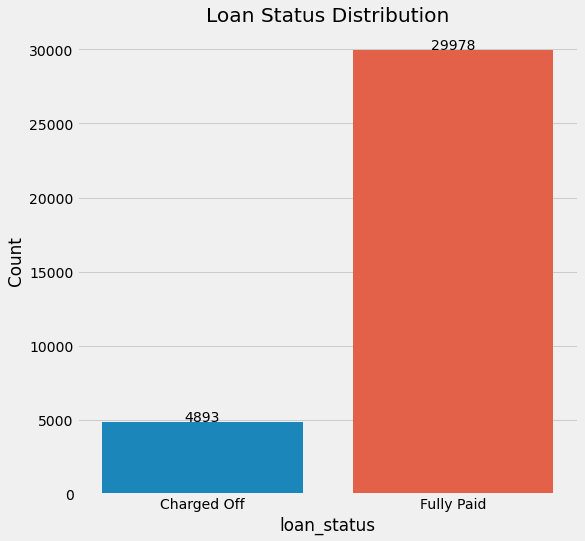 Loan Status Distribution
30000
25000
20000
15000
10000
5000
0
Count
4893
29978
Charged Off
Fully Paid
loan_status